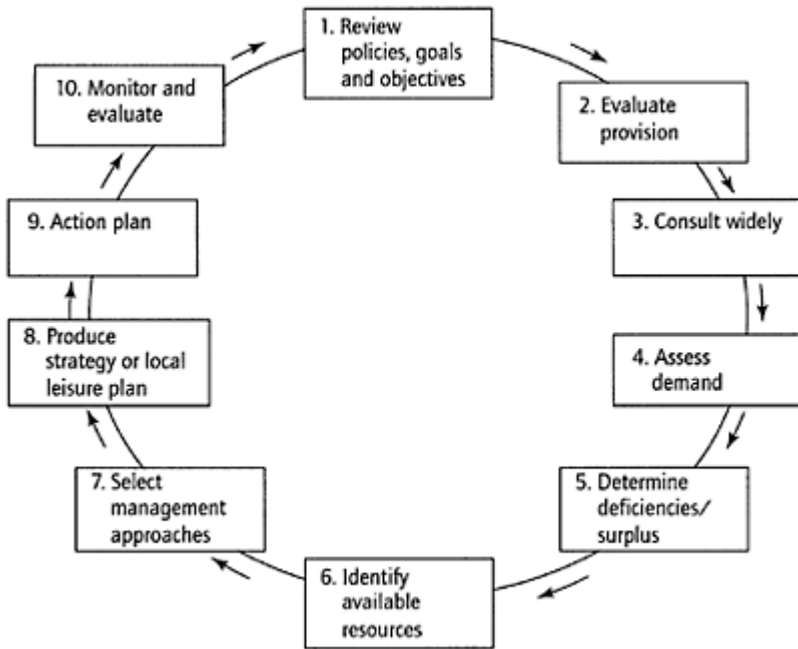 1. Review
policies, goals
and objectives
2. Evaluate
provision
3. Consult widely
4. Assess
demand
5. Determine
deficiencies/
surplus
6. Identify
available
resources
7. Select
management
approaches
8. Produce
strategy or local
leisure plan
9. Action plan
10. Monitor and
evaluate